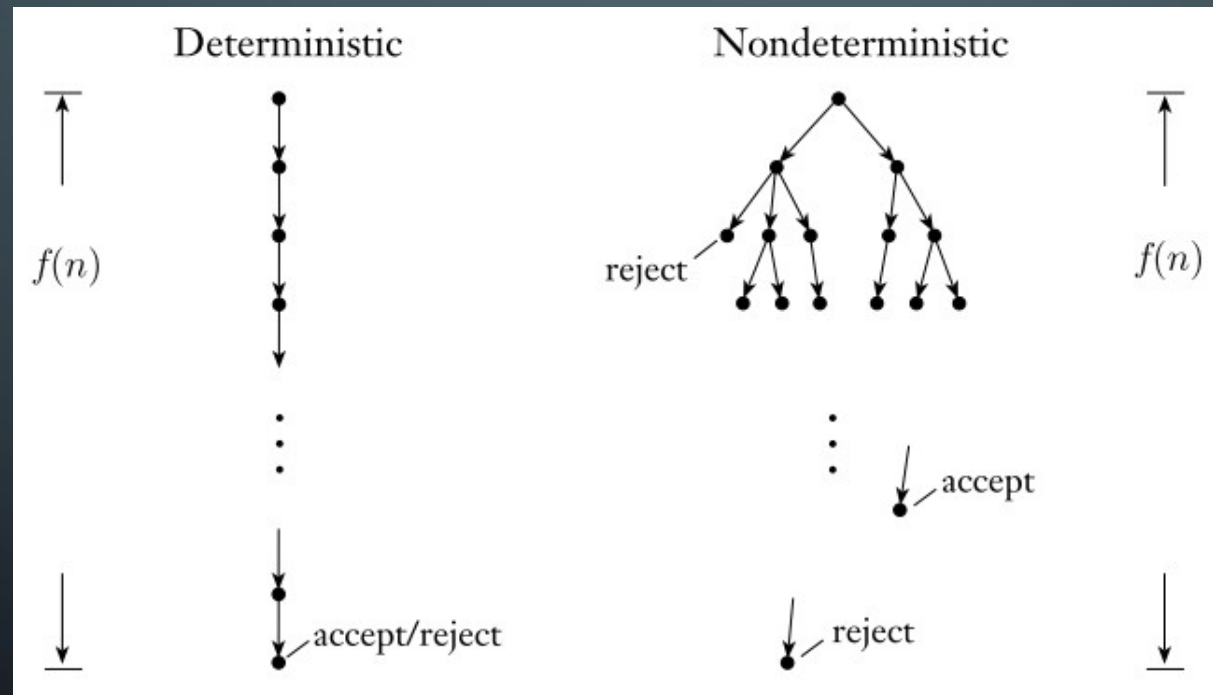 Deterministic
Nondeterministic
f(n)
reject
f(n)
accept
accept/reject
reject